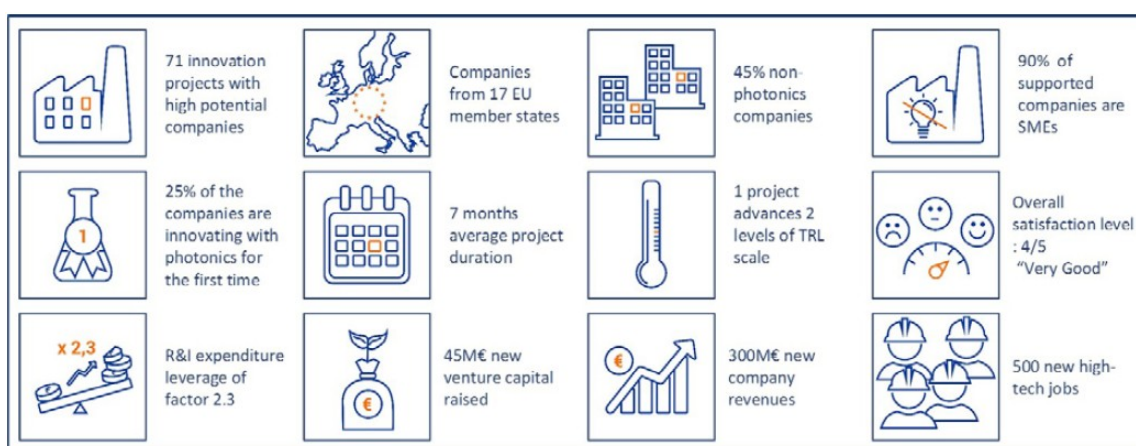 71 innovation
projects with
high potential
companies
Companies
from 17 EU
member states
45% non-
photonics
companies
90% of
supported
companies are
SMEs
1
25% of the
companies are
innovating with
photonics for
the first time
7 months
average project
duration
1 project
advances 2
levels of TRL
scale
Overall
satisfaction level
: 4/5
“Very Good”
x 2,3
R&I expenditure
leverage of
factor 2.3
€
45M€ new
venture capital
raised
€
300M€ new
company
revenues
500 new high-
tech jobs